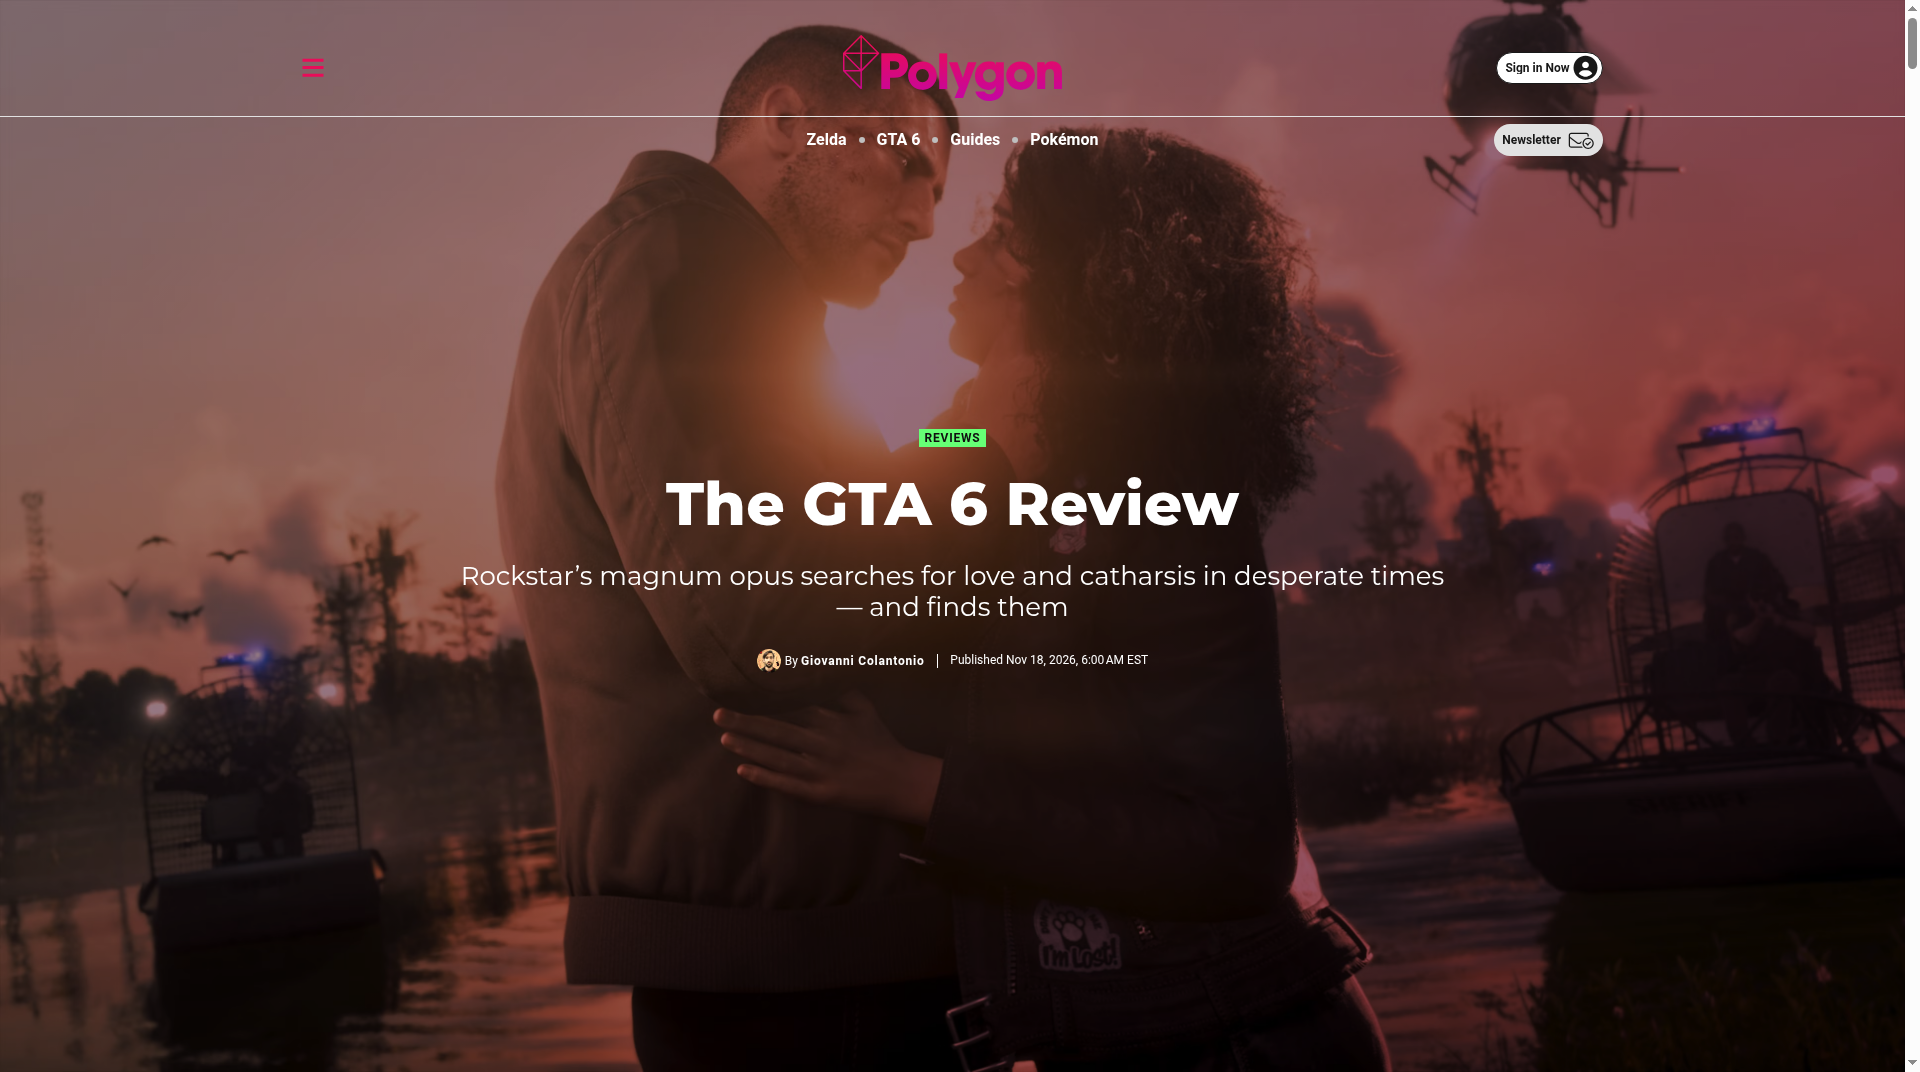 Polygon
Sign in Now
Zelda • GTA 6 • Guides • Pokémon
Newsletter
REVIEWS
The GTA 6 Review
Rockstar’s magnum opus searches for love and catharsis in desperate times
— and finds them
By Giovanni Colantonio | Published Nov 18, 2026, 6:00 AM EST
I'm Lost!